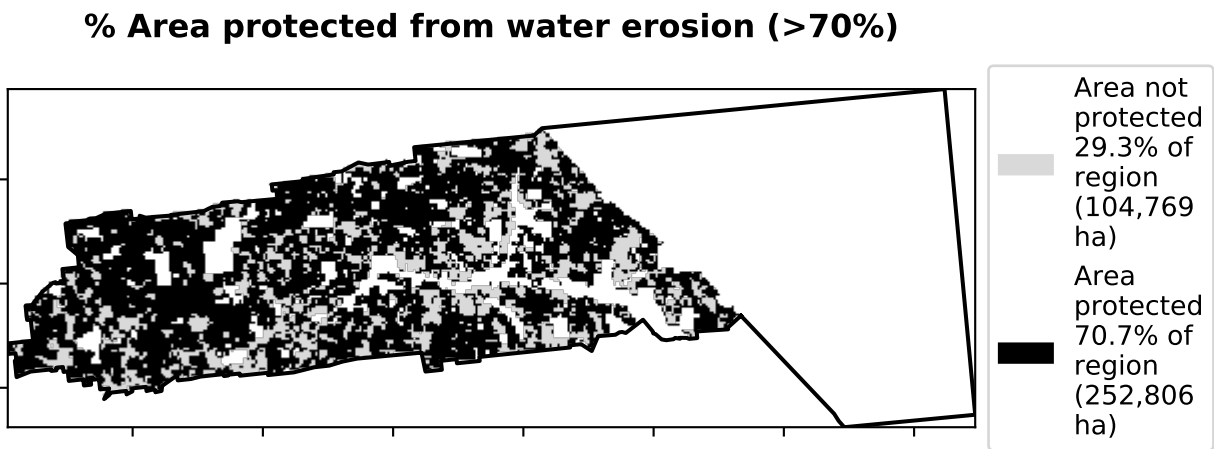 % Area protected from water erosion (>70%)
Area not
protected
29.3% of
region
(104,769
ha)
Area
protected
70.7% of
region
(252,806
ha)